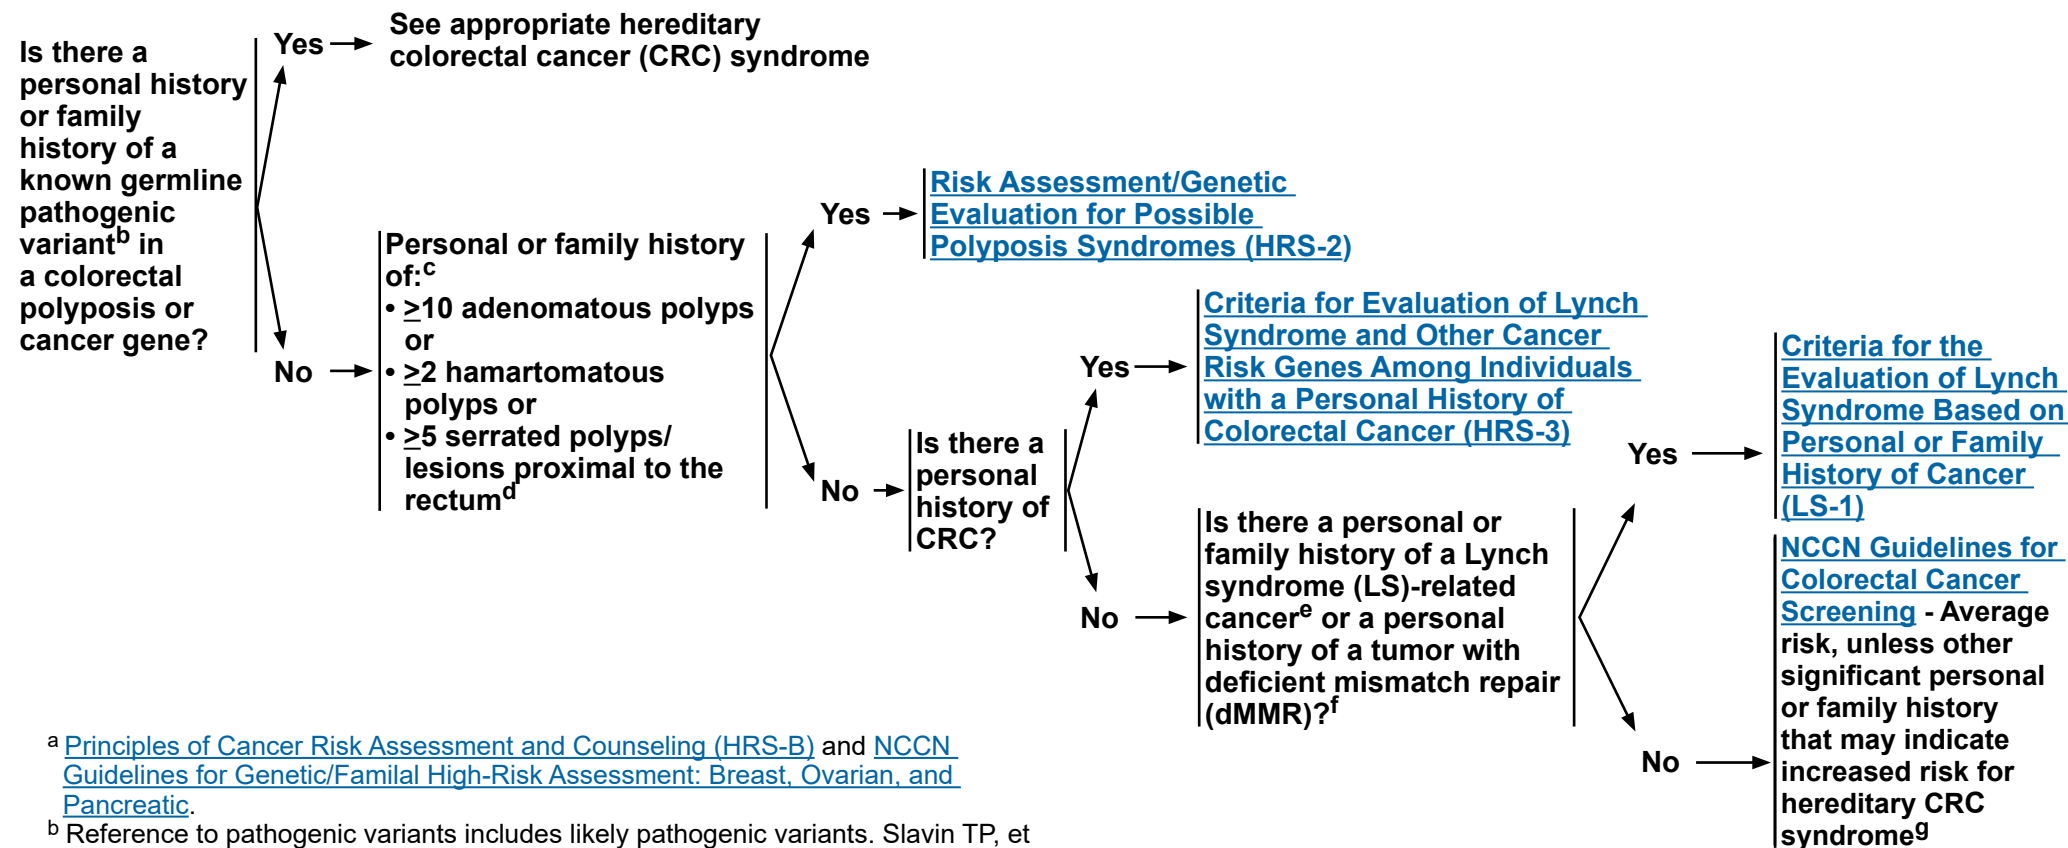 Is there a
personal history
or family
history of a
known germline
pathogenic
variantb in
a colorectal
polyposis or
cancer gene?
Yes
See appropriate hereditary
colorectal cancer (CRC) syndrome
No
Personal or family history
of:c
• ≥10 adenomatous polyps
or
• ≥2 hamartomatous
polyps or
• ≥5 serrated polyps/
lesions proximal to the
rectumd
Yes
Risk Assessment/Genetic
Evaluation for Possible
Polyposis Syndromes (HRS-2)
No
Is there a
personal
history of
CRC?
Yes
Criteria for Evaluation of Lynch
Syndrome and Other Cancer
Risk Genes Among Individuals
with a Personal History of
Colorectal Cancer (HRS-3)
No
Is there a personal or
family history of a Lynch
syndrome (LS)-related
cancere or a personal
history of a tumor with
deficient mismatch repair
(dMMR)?f
Yes
Criteria for the
Evaluation of Lynch
Syndrome Based on
Personal or Family
History of Cancer
(LS-1)
No
NCCN Guidelines for
Colorectal Cancer
Screening - Average
risk, unless other
significant personal
or family history
that may indicate
increased risk for
hereditary CRC
syndromeg
a Principles of Cancer Risk Assessment and Counseling (HRS-B) and NCCN
Guidelines for Genetic/Familal High-Risk Assessment: Breast, Ovarian, and
Pancreatic.
b Reference to pathogenic variants includes likely pathogenic variants. Slavin TP, et